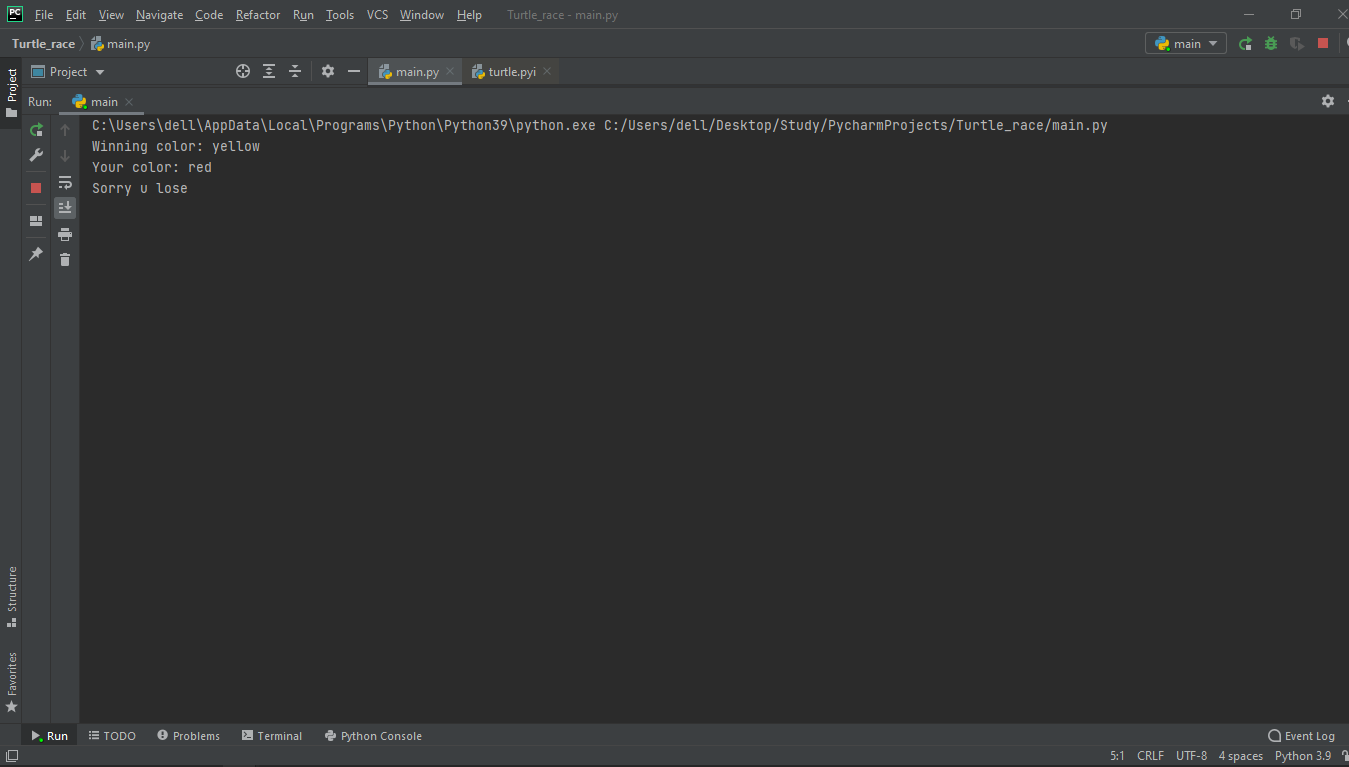 PC File Edit View Navigate Code Refactor Run Tools VCS Window Help Turtle_race - main.py
Turtle_race main.py main
Project Project main.py turtle.pyi
Run: main
C:\Users\dell\AppData\Local\Programs\Python\Python39\python.exe C:/Users/dell/Desktop/Study/PycharmProjects/Turtle_race/main.py
Winning color: yellow
Your color: red
Sorry u lose
Structure
Favorites
Run TODO Problems Terminal Python Console Event Log
5:1 CRLF UTF-8 4 spaces Python 3.9